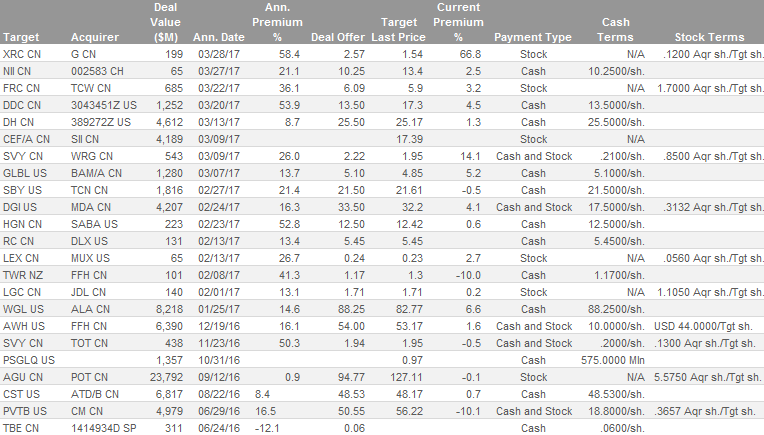 Deal Ann. Target Current
Value Premium Last Price Premium Cash
Target Acquirer ($M) Ann. Date % Deal Offer Last Price % Payment Type Terms Stock Terms
XRC CN G CN 199 03/28/17 58.4 2.57 1.54 66.8 Stock N/A .1200 Aqr sh./Tgt sh.
NII CN 002583 CH 65 03/27/17 21.1 10.25 13.4 2.5 Cash 10.2500/sh.
FRC CN TCW CN 685 03/22/17 36.1 6.09 5.9 3.2 Stock N/A 1.7000 Aqr sh./Tgt sh.
DDC CN 3043451Z US 1,252 03/20/17 53.9 13.50 17.3 4.5 Cash 13.5000/sh.
DH CN 389272Z US 4,612 03/13/17 8.7 25.50 25.17 1.3 Cash 25.5000/sh.
CEF/A CN SII CN 4,189 03/09/17 17.39 Stock N/A
SVY CN WRG CN 543 03/09/17 26.0 2.22 1.95 14.1 Cash and Stock .2100/sh. .8500 Aqr sh./Tgt sh.
GLBL US BAM/A CN 1,280 03/07/17 13.7 5.10 4.85 5.2 Cash 5.1000/sh.
SBY US TCN CN 1,816 02/27/17 21.4 21.50 21.61 -0.5 Cash 21.5000/sh.
DGI US MDA CN 4,207 02/24/17 16.3 33.50 32.2 4.1 Cash and Stock 17.5000/sh. .3132 Aqr sh./Tgt sh.
HGN CN SABA US 223 02/23/17 52.8 12.50 12.42 0.6 Cash 12.5000/sh.
RC CN DLX US 131 02/13/17 13.4 5.45 5.45 Cash 5.4500/sh.
LEX CN MUX US 65 02/13/17 26.7 0.24 0.23 2.7 Stock N/A .0560 Aqr sh./Tgt sh.
TWR NZ FFH CN 101 02/08/17 41.3 1.17 1.3 -10.0 Cash 1.1700/sh.
LGC CN JDL CN 140 02/01/17 13.1 1.71 1.71 0.2 Stock N/A 1.1050 Aqr sh./Tgt sh.
WGL US ALA CN 8,218 01/25/17 14.6 88.25 82.77 6.6 Cash 88.2500/sh.
AWH US FFH CN 6,390 12/19/16 16.1 54.00 53.17 1.6 Cash and Stock 10.0000/sh. USD 44.0000/Tgt sh.
SVY CN TOT CN 438 11/23/16 50.3 1.94 1.95 -0.5 Cash and Stock .2000/sh. .1300 Aqr sh./Tgt sh.
PSGLQ US 1,357 10/31/16 0.97 Cash 575.0000 Mln
AGU CN POT CN 23,792 09/12/16 0.9 94.77 127.11 -0.1 Stock N/A 5.5750 Aqr sh./Tgt sh.
CST US ATD/B CN 6,817 08/22/16 8.4 48.53 48.17 0.7 Cash 48.5300/sh.
PVTB US CM CN 4,979 06/29/16 16.5 50.55 56.22 -10.1 Cash and Stock 18.8000/sh. .3657 Aqr sh./Tgt sh.
TBE CN 1414934D SP 311 06/24/16 -12.1 0.06 Cash .0600/sh.